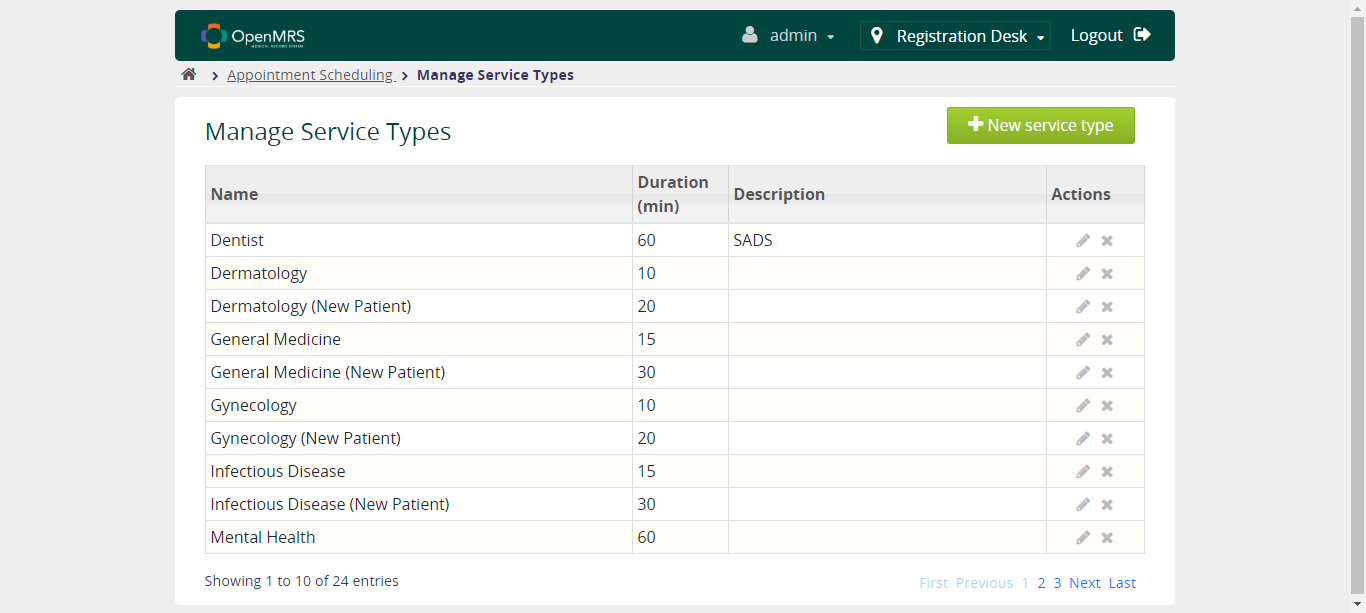 OpenMRS
MEDICAL RECORD SYSTEM
admin
Registration Desk
Logout
Appointment Scheduling
Manage Service Types
Manage Service Types
New service type
Name Duration (min) Description Actions
Dentist 60 SADS
Dermatology 10
Dermatology (New Patient) 20
General Medicine 15
General Medicine (New Patient) 30
Gynecology 10
Gynecology (New Patient) 20
Infectious Disease 15
Infectious Disease (New Patient) 30
Mental Health 60
Showing 1 to 10 of 24 entries
First Previous 1 2 3 Next Last